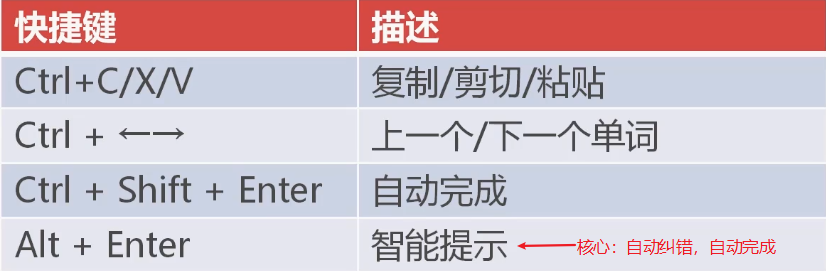 快捷键 描述
Ctrl+C/X/V 复制/剪切/粘贴
Ctrl + ←→ 上一个/下一个单词
Ctrl + Shift + Enter 自动完成
Alt + Enter 智能提示 核心：自动纠错，自动完成